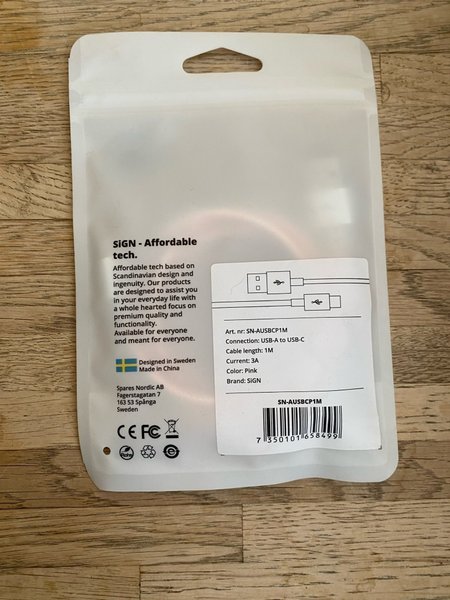 SiGN - Affordable
tech.
Affordable tech based on
Scandinavian design and
ingenuity. Our products
are designed to assist you
in your everyday life with
a whole hearted focus on
premium quality and
functionality.
Available for everyone
and meant for everyone.
Designed in Sweden
Made in China
Spares Nordic AB
Fagerstagatan 7
163 53 Spånga
Sweden
CE FC
Art. nr: SN-AUSBCP1M
Connection: USB-A to USB-C
Cable length: 1M
Current: 3A
Color: Pink
Brand: SiGN
SN-AUSBCP1M
7 350101 658499